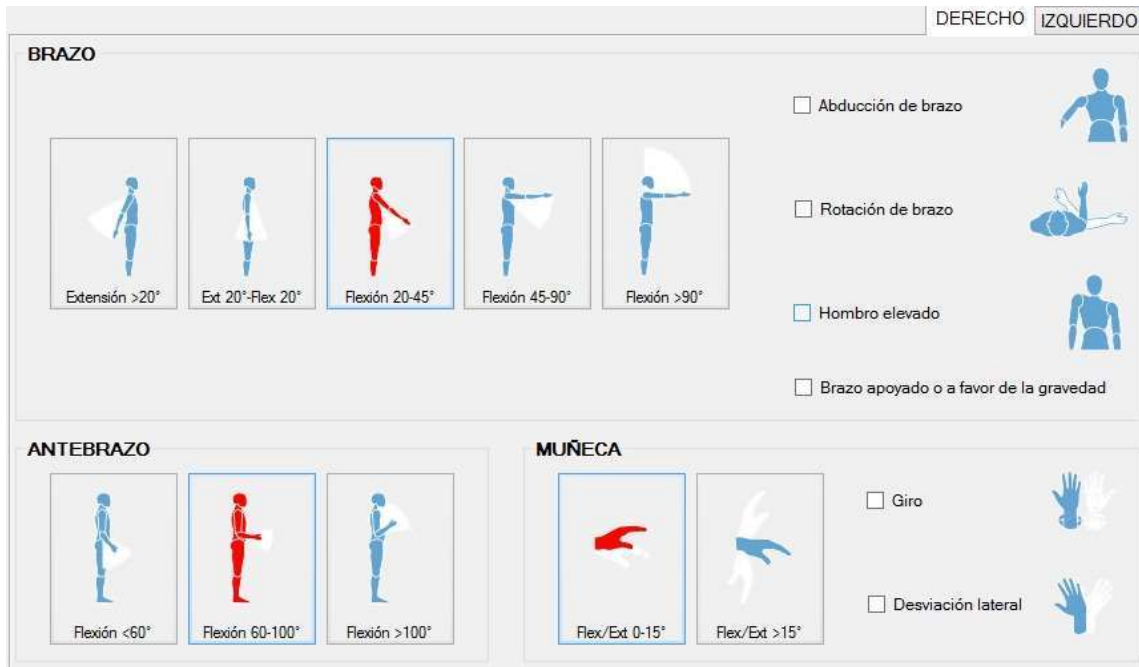 DERECHO IZQUIERDO
BRAZO
Abducción de brazo
Rotación de brazo
Extensión >20° Ext 20°-Flex 20° Flexión 20-45° Flexión 45-90° Flexión >90°
Hombro elevado
Brazo apoyado o a favor de la gravedad
ANTEBRAZO
Flexión <60° Flexión 60-100° Flexión >100°
MUÑECA
Flex/Ext 0-15° Flex/Ext >15°
Giro
Desviación lateral